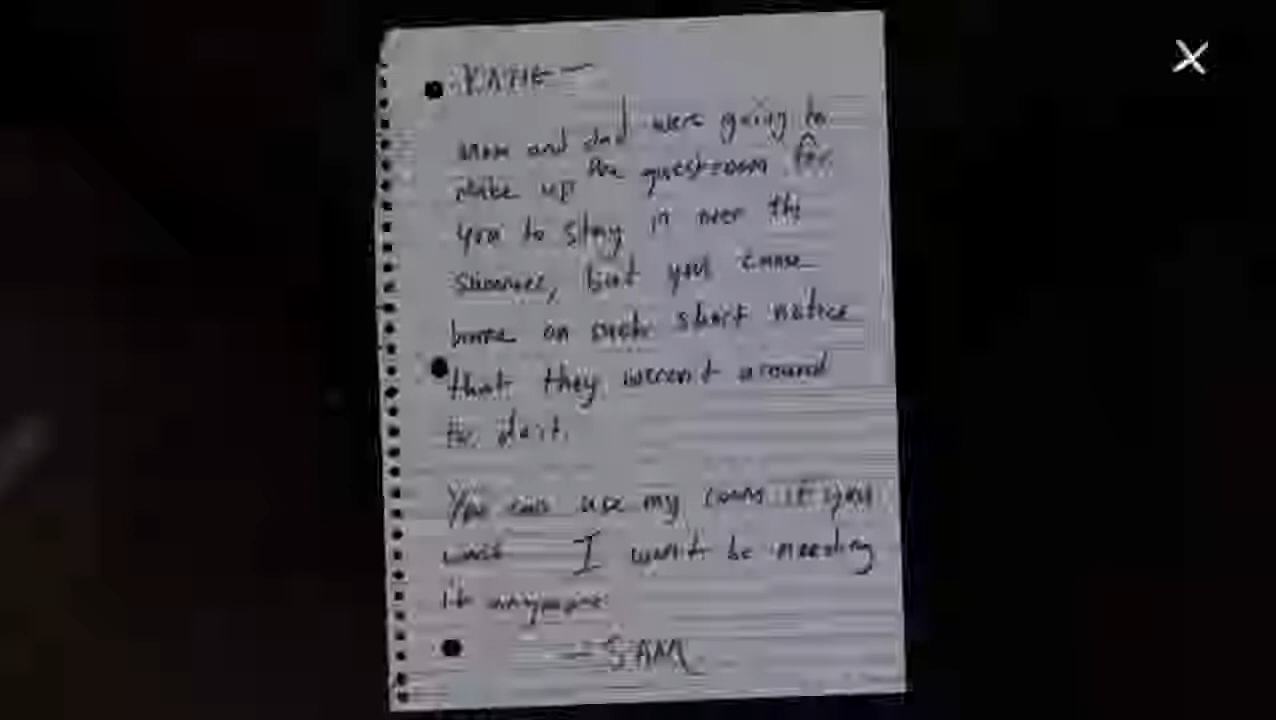 KATIE —
Mom and dad were going to
make up the guestroom for
you to stay in over the
summer, but you came
home on such short notice
that they weren't around
to do it.
You can use my room if you
want I won't be needing
it anymore
— SAM